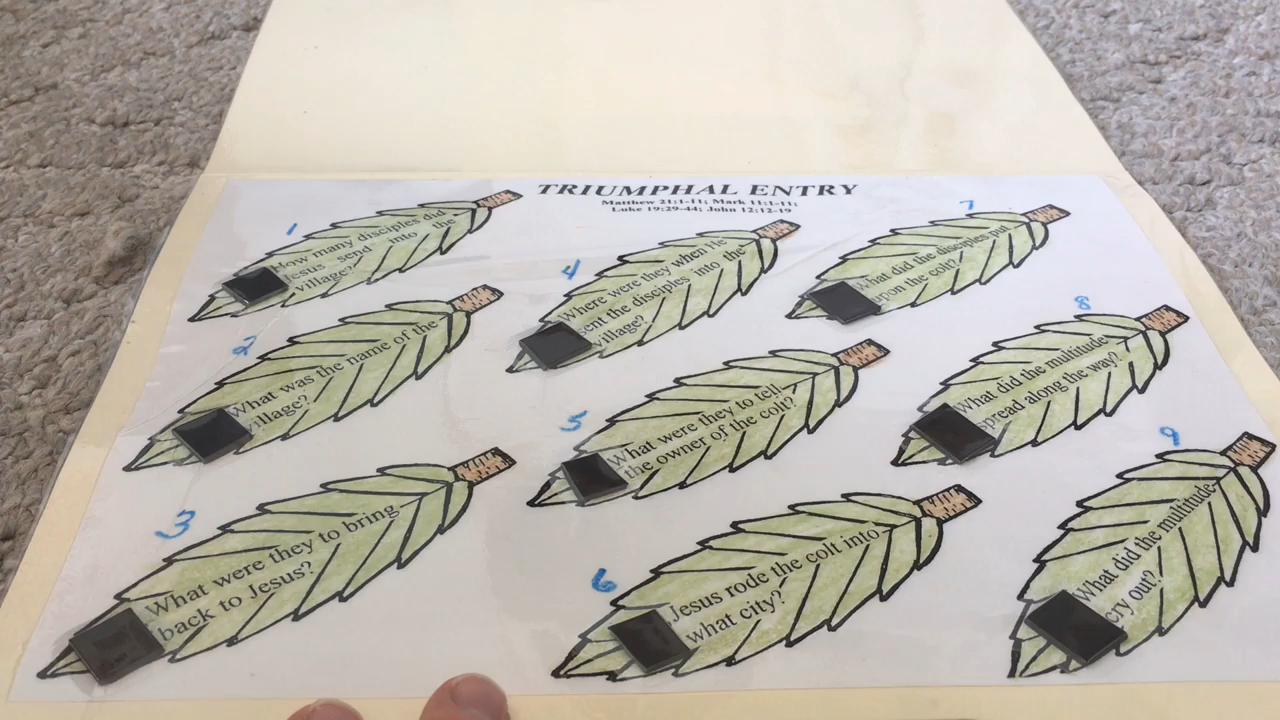 TRIUMPHAL ENTRY
Matthew 21:1-11; Mark 11:1-11;
Luke 19:29-44; John 12:12-19
1
How many disciples did
Jesus send into the
village?
2
What was the name of the
village?
3
What were they to bring
back to Jesus?
4
Where were they when He
sent the disciples into the
village?
5
What were they to tell
the owner of the colt?
6
Jesus rode the colt into
what city?
7
What did the disciples put
upon the colt?
8
What did the multitude
spread along the way?
9
What did the multitude
cry out?